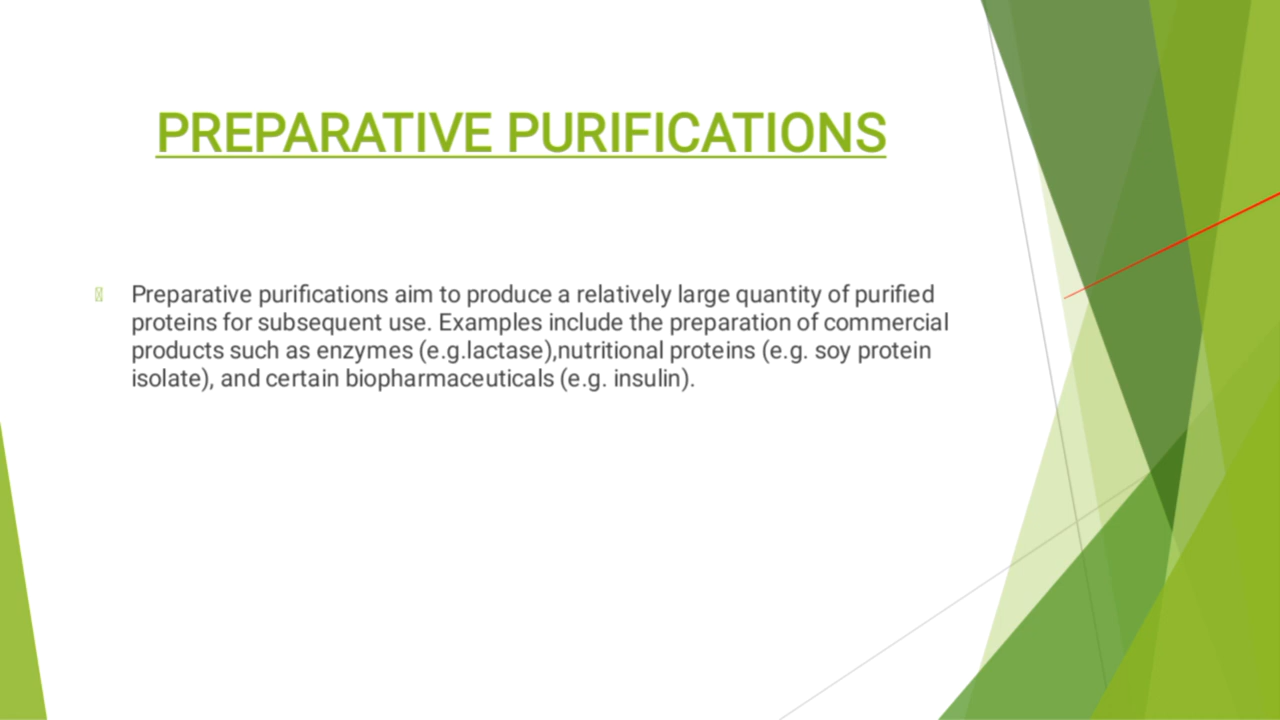 PREPARATIVE PURIFICATIONS
Preparative purifications aim to produce a relatively large quantity of purified
proteins for subsequent use. Examples include the preparation of commercial
products such as enzymes (e.g.lactase),nutritional proteins (e.g. soy protein
isolate), and certain biopharmaceuticals (e.g. insulin).